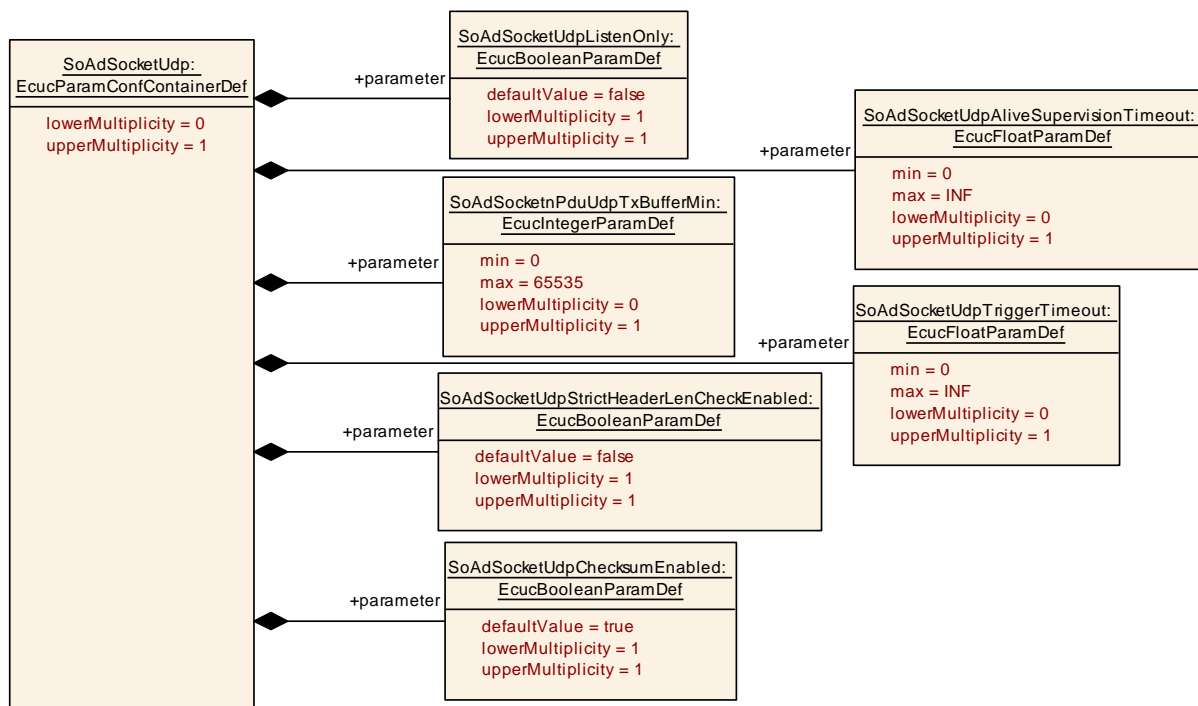 SoAdSocketUdp:
EcucParamConfContainerDef
lowerMultiplicity = 0
upperMultiplicity = 1
+parameter
SoAdSocketUdpListenOnly:
EcucBooleanParamDef
defaultValue = false
lowerMultiplicity = 1
upperMultiplicity = 1
+parameter
SoAdSocketUdpAliveSupervisionTimeout:
EcucFloatParamDef
min = 0
max = INF
lowerMultiplicity = 0
upperMultiplicity = 1
+parameter
SoAdSocketnPduUdpTxBufferMin:
EcucIntegerParamDef
min = 0
max = 65535
lowerMultiplicity = 0
upperMultiplicity = 1
+parameter
SoAdSocketUdpTriggerTimeout:
EcucFloatParamDef
min = 0
max = INF
lowerMultiplicity = 0
upperMultiplicity = 1
+parameter
SoAdSocketUdpStrictHeaderLenCheckEnabled:
EcucBooleanParamDef
defaultValue = false
lowerMultiplicity = 1
upperMultiplicity = 1
+parameter
SoAdSocketUdpChecksumEnabled:
EcucBooleanParamDef
defaultValue = true
lowerMultiplicity = 1
upperMultiplicity = 1